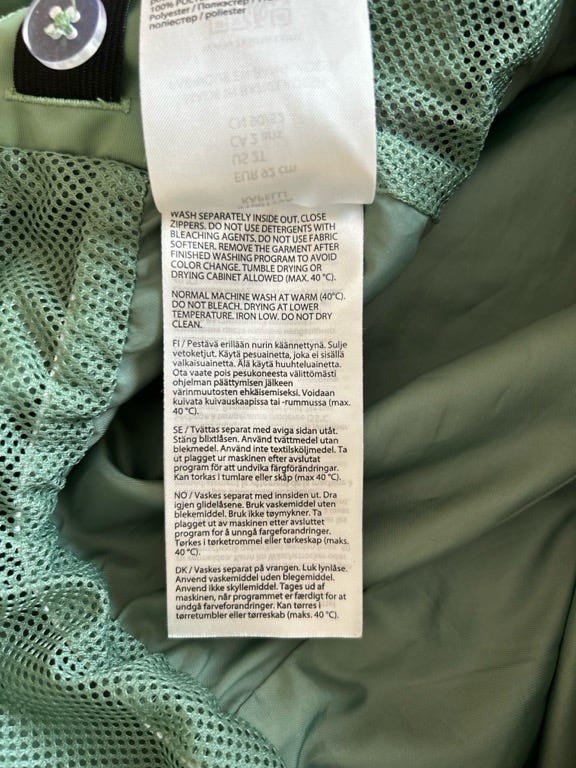 100% POLY
Polyester / Полиэстер /
поліестер / polyester
WASH SEPARATELY INSIDE OUT. CLOSE
ZIPPERS. DO NOT USE DETERGENTS WITH
BLEACHING AGENTS. DO NOT USE FABRIC
SOFTENER. REMOVE THE GARMENT AFTER
FINISHED WASHING PROGRAM TO AVOID
COLOR CHANGE. TUMBLE DRYING OR
DRYING CABINET ALLOWED (MAX. 40 °C).
NORMAL MACHINE WASH AT WARM (40°C).
DO NOT BLEACH. DRYING AT LOWER
TEMPERATURE. IRON LOW. DO NOT DRY
CLEAN.
FI / Pestävä erillään nurin käännettynä. Sulje
vetoketjut. Käytä pesuainetta, joka ei sisällä
valkaisuainetta. Älä käytä huuhteluainetta.
Ota vaate pois pesukoneesta välittömästi
ohjelman päättymisen jälkeen
värinmuutosten ehkäisemiseksi. Voidaan
kuivata kuivauskaapissa tai -rummussa (max.
40 °C).
SE / Tvättas separat med aviga sidan utåt.
Stäng blixtlåsen. Använd tvättmedel utan
blekmedel. Använd inte textilsköljmedel. Ta
ut plagget ur maskinen efter avslutat
program för att undvika färgförändringar.
Kan torkas i tumlare eller skåp (max 40 °C).
NO / Vaskes separat med innsiden ut. Dra
igjen glidelåsene. Bruk vaskemiddel uten
blekemiddel. Bruk ikke tøymykner. Ta
plagget ut av maskinen etter avsluttet
program for å unngå fargeforandringer.
Tørkes i tørketrommel eller tørkeskap (maks.
40 °C).
DK / Vaskes separat på vrangen. Luk lynlåse.
Anvend vaskemiddel uden blegemiddel.
Anvend ikke skyllemiddel. Tages ud af
maskinen, når programmet er færdigt for at
undgå farveforandringer. Kan tørres i
tørretumbler eller tørreskab (maks. 40 °C).